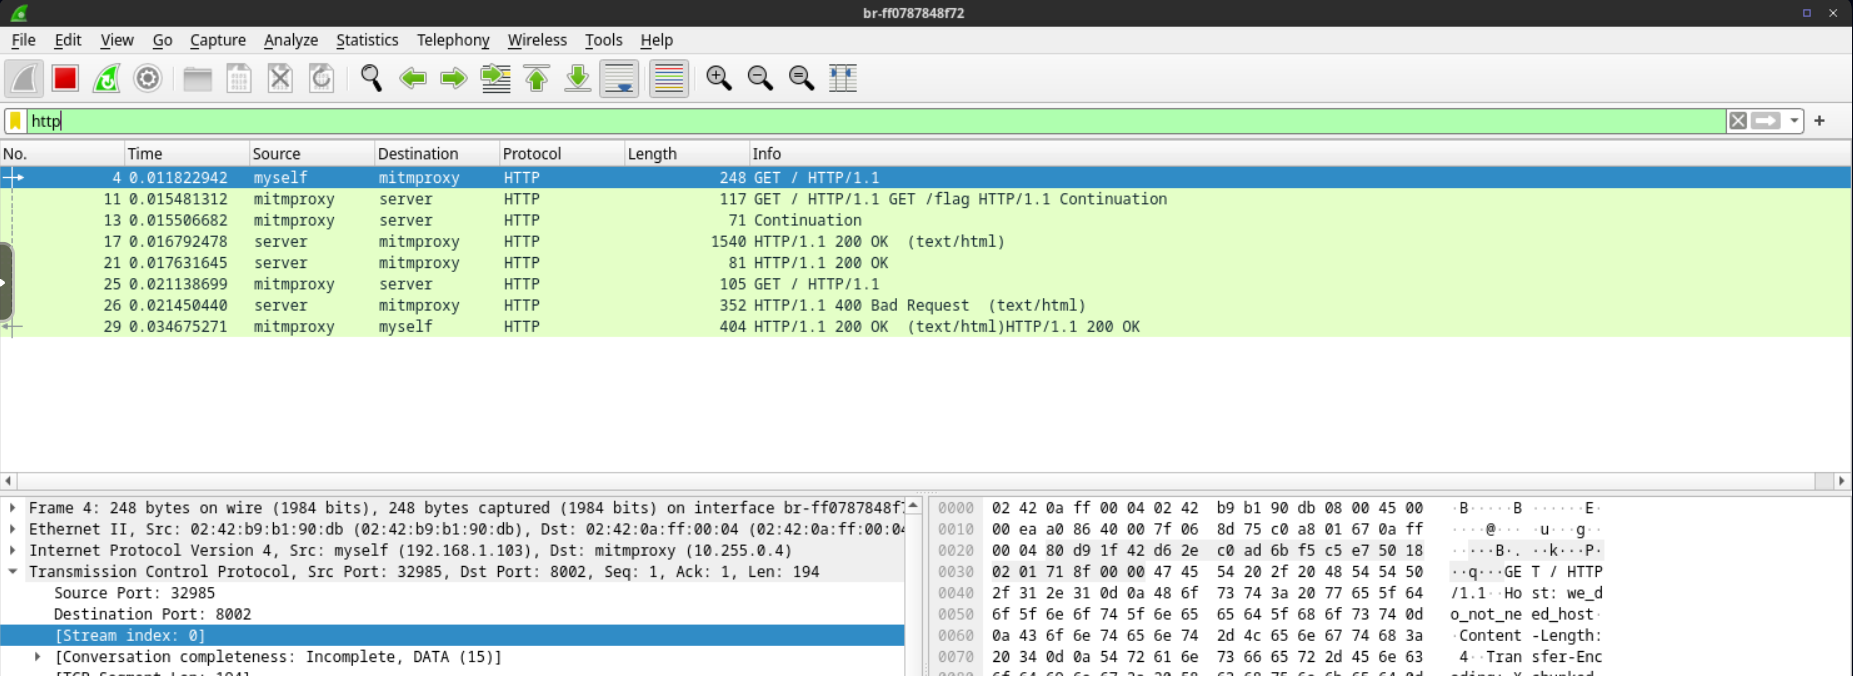 br-ff0787848f72
File Edit View Go Capture Analyze Statistics Telephony Wireless Tools Help
http
No. Time Source Destination Protocol Length Info
4 0.011822942 myself mitmproxy HTTP 248 GET / HTTP/1.1
11 0.015481312 mitmproxy server HTTP 117 GET / HTTP/1.1 GET /flag HTTP/1.1 Continuation
13 0.015506682 mitmproxy server HTTP 71 Continuation
17 0.016792478 server mitmproxy HTTP 1540 HTTP/1.1 200 OK (text/html)
21 0.017631645 server mitmproxy HTTP 81 HTTP/1.1 200 OK
25 0.021138699 mitmproxy server HTTP 105 GET / HTTP/1.1
26 0.021450440 server mitmproxy HTTP 352 HTTP/1.1 400 Bad Request (text/html)
29 0.034675271 mitmproxy myself HTTP 404 HTTP/1.1 200 OK (text/html)HTTP/1.1 200 OK
Frame 4: 248 bytes on wire (1984 bits), 248 bytes captured (1984 bits) on interface br-ff0787848f7
Ethernet II, Src: 02:42:b9:b1:90:db (02:42:b9:b1:90:db), Dst: 02:42:0a:ff:00:04 (02:42:0a:ff:00:04
Internet Protocol Version 4, Src: myself (192.168.1.103), Dst: mitmproxy (10.255.0.4)
Transmission Control Protocol, Src Port: 32985, Dst Port: 8002, Seq: 1, Ack: 1, Len: 194
Source Port: 32985
Destination Port: 8002
[Stream index: 0]
[Conversation completeness: Incomplete, DATA (15)]
0000 02 42 0a ff 00 04 02 42 b9 b1 90 db 08 00 45 00 ·B·····B ······E·
0010 00 ea a0 86 40 00 7f 06 8d 75 c0 a8 01 67 0a ff ····@··· ·u···g··
0020 00 04 80 d9 1f 42 d6 2e c0 ad 6b f5 c5 e7 50 18 ·····B·. ··k···P·
0030 02 01 71 8f 00 00 47 45 54 20 2f 20 48 54 54 50 ··q···GE T / HTTP
0040 2f 31 2e 31 0d 0a 48 6f 73 74 3a 20 77 65 5f 64 /1.1··Ho st: we_d
0050 6f 5f 6e 6f 74 5f 6e 65 65 64 5f 68 6f 73 74 0d o_not_ne ed_host·
0060 0a 43 6f 6e 74 65 6e 74 2d 4c 65 6e 67 74 68 3a ·Content -Length:
0070 20 34 0d 0a 54 72 61 6e 73 66 65 72 2d 45 6e 63 4··Tran sfer-Enc